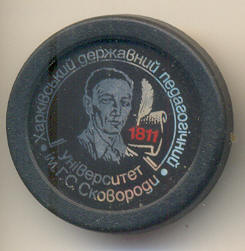 Харківський державний педагогічний
університет
ім.Г.С. Сковороди
1811